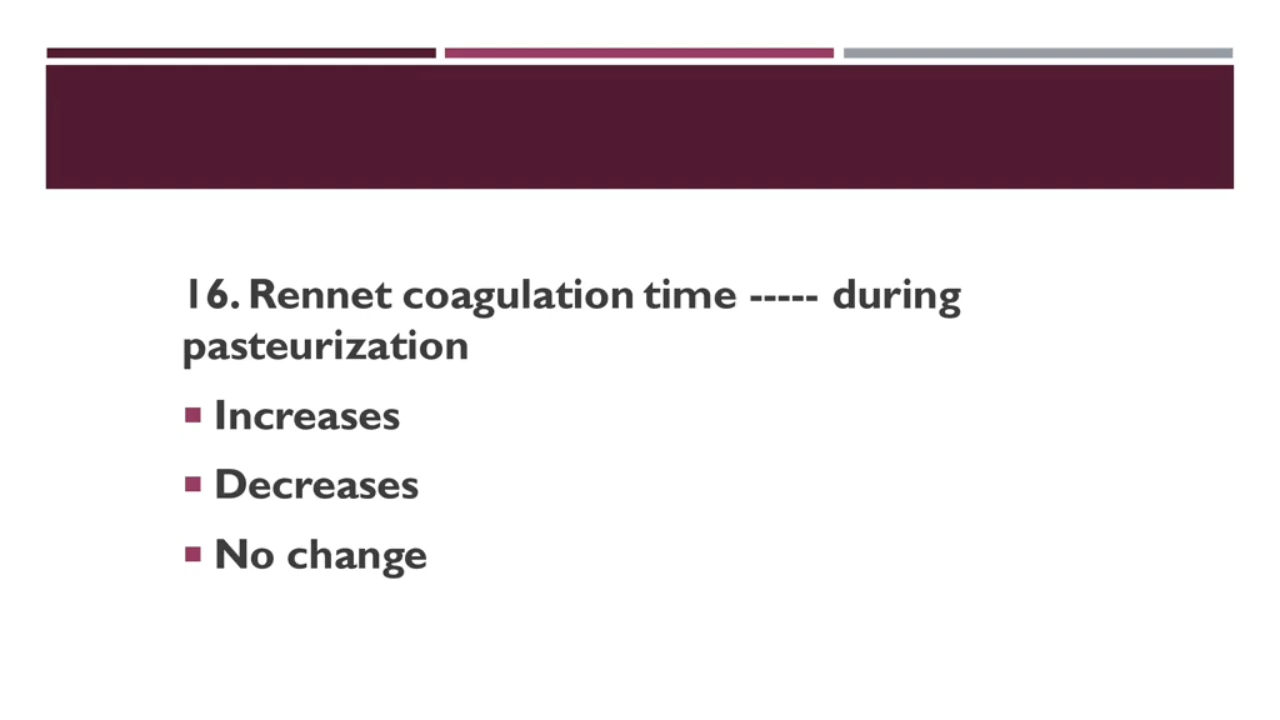 16. Rennet coagulation time ----- during
pasteurization
Increases
Decreases
No change